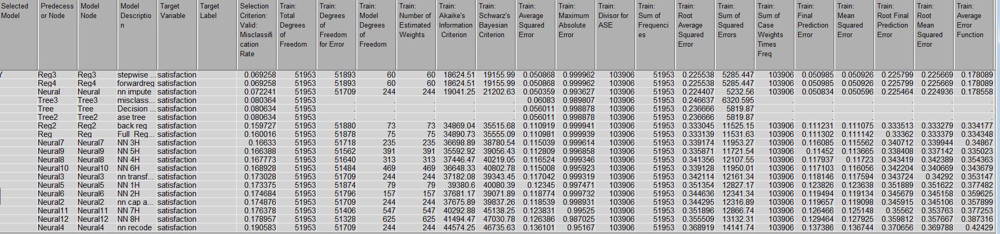 Selected Model	Predecess or Node	Model Node	Model Descriptio n	Target Variable	Target Label	Selection Criterion: Valid: Misclassifi cation Rate	Train: Total Degrees of Freedom	Train: Degrees of Freedom for Error	Train: Model Degrees of Freedom	Train: Number of Estimated Weights	Train: Akaike's Information Criterion	Train: Schwarz's Bayesian Criterion	Train: Average Squared Error	Train: Maximum Absolute Error	Train: Divisor for ASE	Train: Sum of Frequenci es	Train: Root Average Squared Error	Train: Sum of Squared Errors	Train: Sum of Case Weights Times Freq	Train: Final Prediction Error	Train: Mean Squared Error	Train: Root Final Prediction Error	Train: Root Mean Squared Error	Train: Average Error Function
Y	Reg3	Reg3	stepwise ...	satisfaction		0.069258	51953	51893	60	60	18624.51	19155.99	0.050868	0.999962	103906	51953	0.225538	5285.447	103906	0.050985	0.050926	0.225799	0.225669	0.178089
	Reg4	Reg4	forwardreg	satisfaction		0.069258	51953	51893	60	60	18624.51	19155.99	0.050868	0.999962	103906	51953	0.225538	5285.447	103906	0.050985	0.050926	0.225799	0.225669	0.178089
	Neural	Neural	nn impute	satisfaction		0.072241	51953	51709	244	244	19041.25	21202.63	0.050359	0.993627	103906	51953	0.224407	5232.56	103906	0.050834	0.050596	0.225464	0.224936	0.178558
	Tree3	Tree3	misclass...	satisfaction		0.080364	51953	.	.	.	.	.	0.06083	0.989807	103906	51953	0.246637	6320.595	.	.	.	.	.	.
	Tree	Tree	Decision ...	satisfaction		0.080634	51953	.	.	.	.	.	0.056011	0.998878	103906	51953	0.236666	5819.87	.	.	.	.	.	.
	Tree2	Tree2	ase tree	satisfaction		0.080634	51953	.	.	.	.	.	0.056011	0.998878	103906	51953	0.236666	5819.87	.	.	.	.	.	.
	Reg2	Reg2	back reg	satisfaction		0.159727	51953	51880	73	73	34869.04	35515.68	0.110919	0.999941	103906	51953	0.333045	11525.15	103906	0.111231	0.111075	0.333513	0.333279	0.334177
	Reg	Reg	Full Reg...	satisfaction		0.160016	51953	51878	75	75	34890.73	35555.09	0.110981	0.999939	103906	51953	0.333139	11531.63	103906	0.111302	0.111142	0.33362	0.333379	0.334348
	Neural7	Neural7	NN 3H	satisfaction		0.16633	51953	51718	235	235	36698.89	38780.54	0.115039	0.999614	103906	51953	0.339174	11953.27	103906	0.116085	0.115562	0.340712	0.339944	0.34867
	Neural9	Neural9	NN 5H	satisfaction		0.166388	51953	51562	391	391	35592.92	39056.43	0.112809	0.996858	103906	51953	0.335871	11721.54	103906	0.11452	0.113665	0.338408	0.337142	0.335023
	Neural8	Neural8	NN 4H	satisfaction		0.167773	51953	51640	313	313	37446.47	40219.05	0.116524	0.999346	103906	51953	0.341356	12107.55	103906	0.117937	0.11723	0.343419	0.342389	0.354363
	Neural10	Neural10	NN 6H	satisfaction		0.168928	51953	51484	469	469	36648.33	40802.78	0.115008	0.995923	103906	51953	0.339128	11950.01	103906	0.117103	0.116056	0.342204	0.340669	0.343679
	Neural3	Neural3	nn transf...	satisfaction		0.173028	51953	51709	244	244	37182.08	39343.45	0.117042	0.999319	103906	51953	0.342114	12161.34	103906	0.118146	0.117594	0.343724	0.34292	0.353147
	Neural5	Neural5	NN 1H	satisfaction		0.173375	51953	51874	79	79	39380.6	40080.39	0.12345	0.997471	103906	51953	0.351354	12827.17	103906	0.123826	0.123638	0.351889	0.351622	0.377482
	Neural6	Neural6	NN 2H	satisfaction		0.174684	51953	51796	157	157	37681.17	39071.89	0.118774	0.999732	103906	51953	0.344636	12341.34	103906	0.119494	0.119134	0.345679	0.345158	0.359625
	Neural2	Neural2	nn cap a...	satisfaction		0.174876	51953	51709	244	244	37675.89	39837.26	0.118539	0.998931	103906	51953	0.344295	12316.89	103906	0.119657	0.119098	0.345915	0.345106	0.357899
	Neural11	Neural11	NN 7H	satisfaction		0.176378	51953	51406	547	547	40292.88	45138.25	0.123831	0.99525	103906	51953	0.351896	12866.74	103906	0.126466	0.125148	0.35562	0.353763	0.377253
	Neural12	Neural12	NN 8H	satisfaction		0.178957	51953	51328	625	625	41494.47	47030.78	0.126386	0.987025	103906	51953	0.355509	13132.31	103906	0.129464	0.127925	0.359812	0.357667	0.387316
	Neural4	Neural4	nn recode	satisfaction		0.190583	51953	51709	244	244	44574.25	46735.63	0.136101	0.95167	103906	51953	0.368919	14141.74	103906	0.137386	0.136744	0.370656	0.369788	0.42429